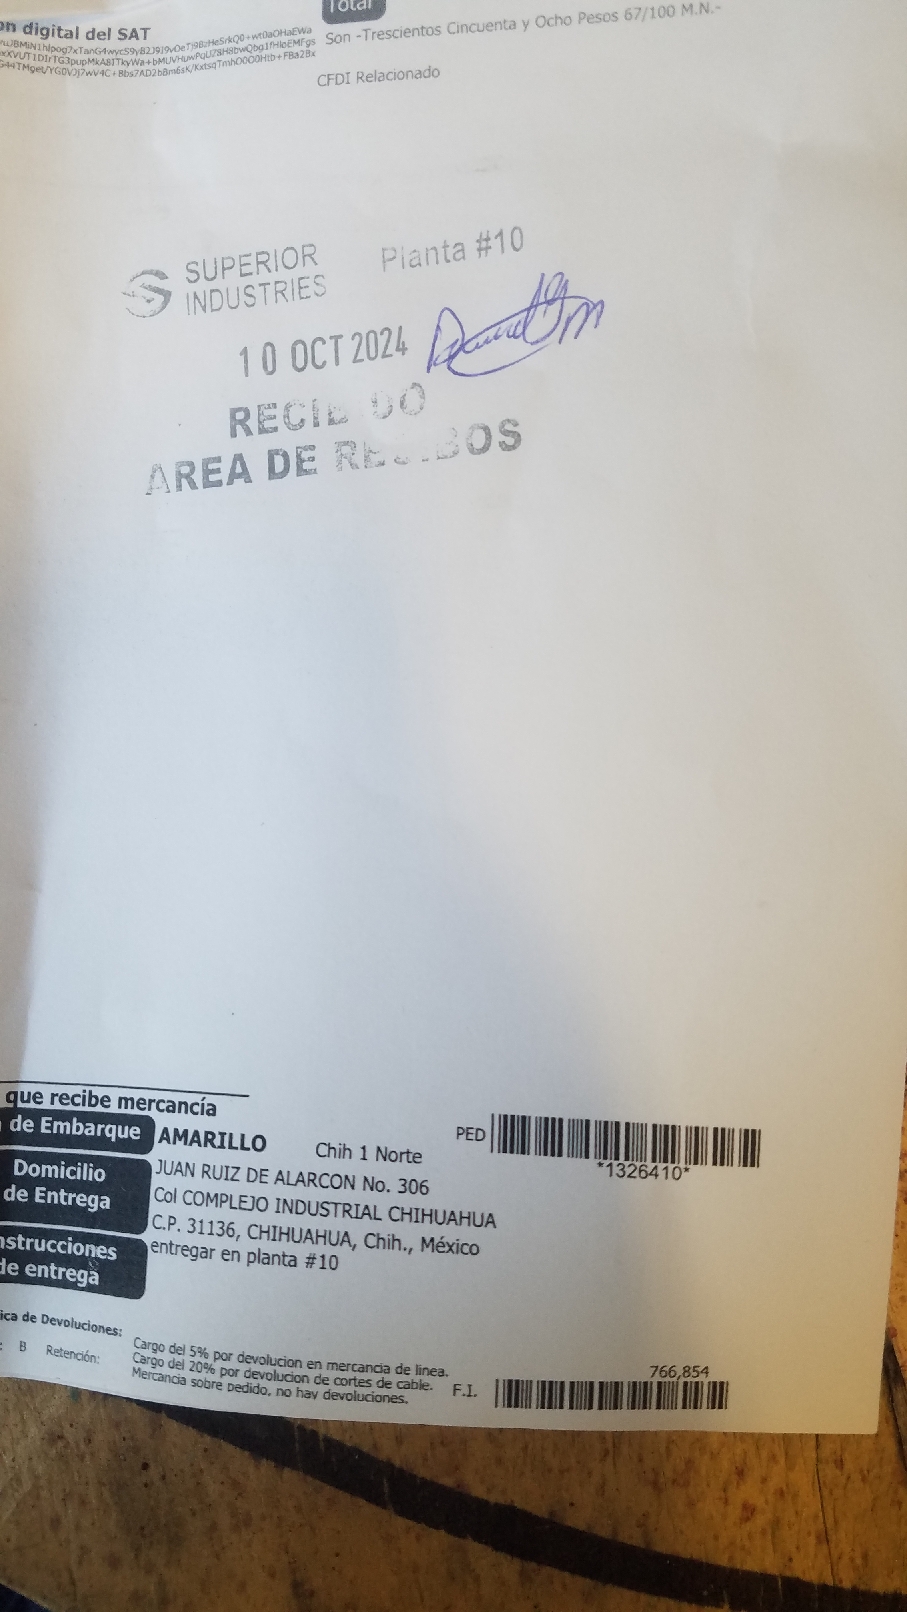 on digital del SAT
Total
Son -Trescientos Cincuenta y Ocho Pesos 67/100 M.N.-
CFDI Relacionado
SUPERIOR INDUSTRIES
Planta #10
10 OCT 2024
AREA DE
que recibe mercancía
de Embarque AMARILLO Chih 1 Norte
PED *1326410*
Domicilio de Entrega
JUAN RUIZ DE ALARCON No. 306
Col COMPLEJO INDUSTRIAL CHIHUAHUA
C.P. 31136, CHIHUAHUA, Chih., México
nstrucciones de entrega
entregar en planta #10
ica de Devoluciones:
: B Retención:
Cargo del 5% por devolucion en mercancia de linea.
Cargo del 20% por devolucion de cortes de cable.
Mercancia sobre pedido, no hay devoluciones.
F.I. 766,854